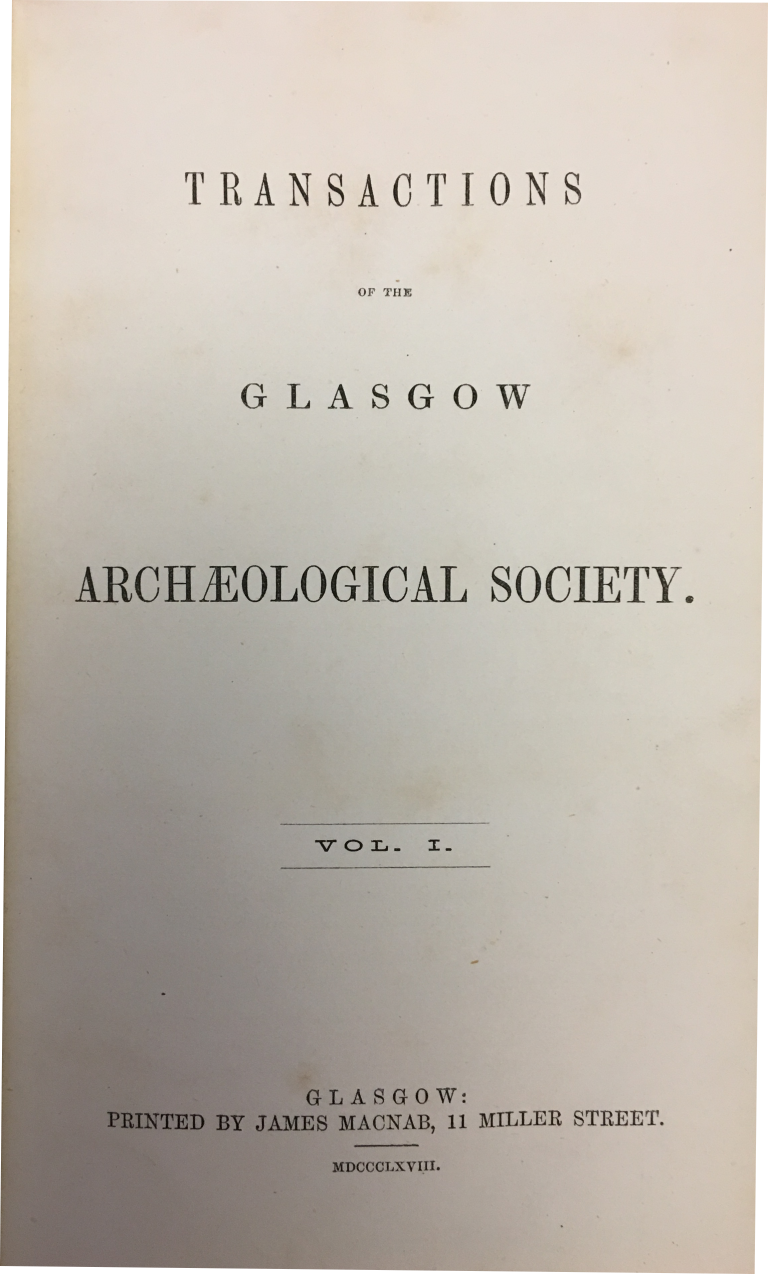 TRANSACTIONS
OF THE
GLASGOW
ARCHÆOLOGICAL SOCIETY.
VOL. I.
GLASGOW:
PRINTED BY JAMES MACNAB, 11 MILLER STREET.
MDCCCLXVIII.